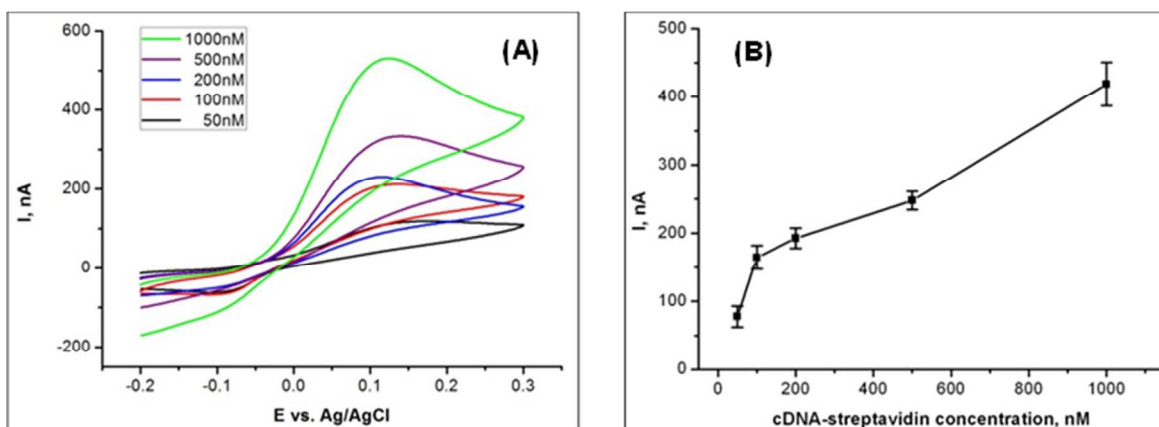 (A)
1000nM
500nM
200nM
100nM
50nM
600
400
200
0
-200
I, nA
-0.2 -0.1 0.0 0.1 0.2 0.3
E vs. Ag/AgCl
(B)
500
400
300
200
100
0
I, nA
0 200 400 600 800 1000
cDNA-streptavidin concentration, nM